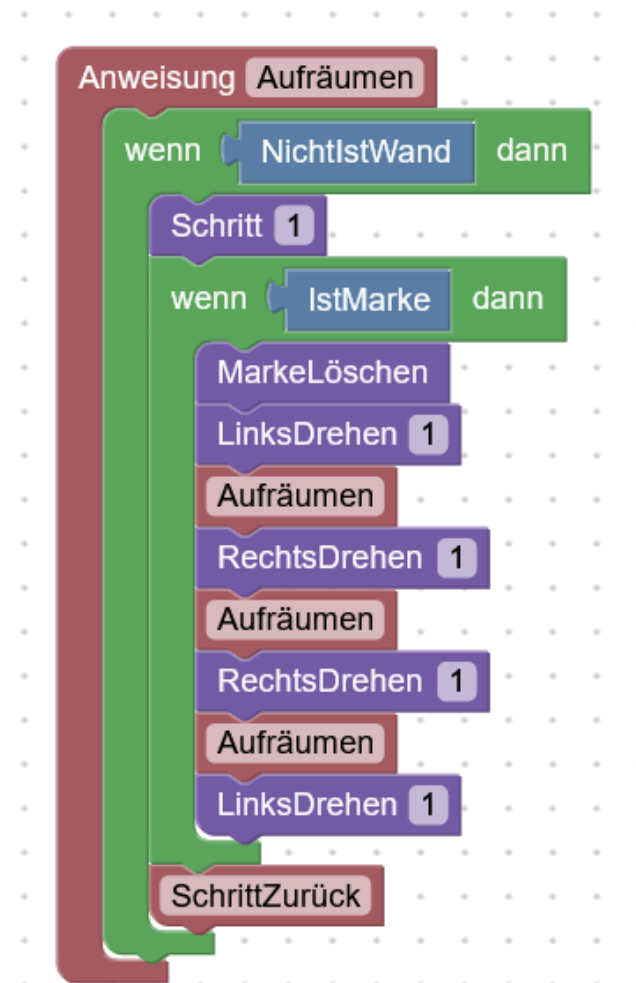 Anweisung Aufräumen
wenn NichtIstWand dann
Schritt 1
wenn IstMarke dann
MarkeLöschen
LinksDrehen 1
Aufräumen
RechtsDrehen 1
Aufräumen
RechtsDrehen 1
Aufräumen
LinksDrehen 1
SchrittZurück